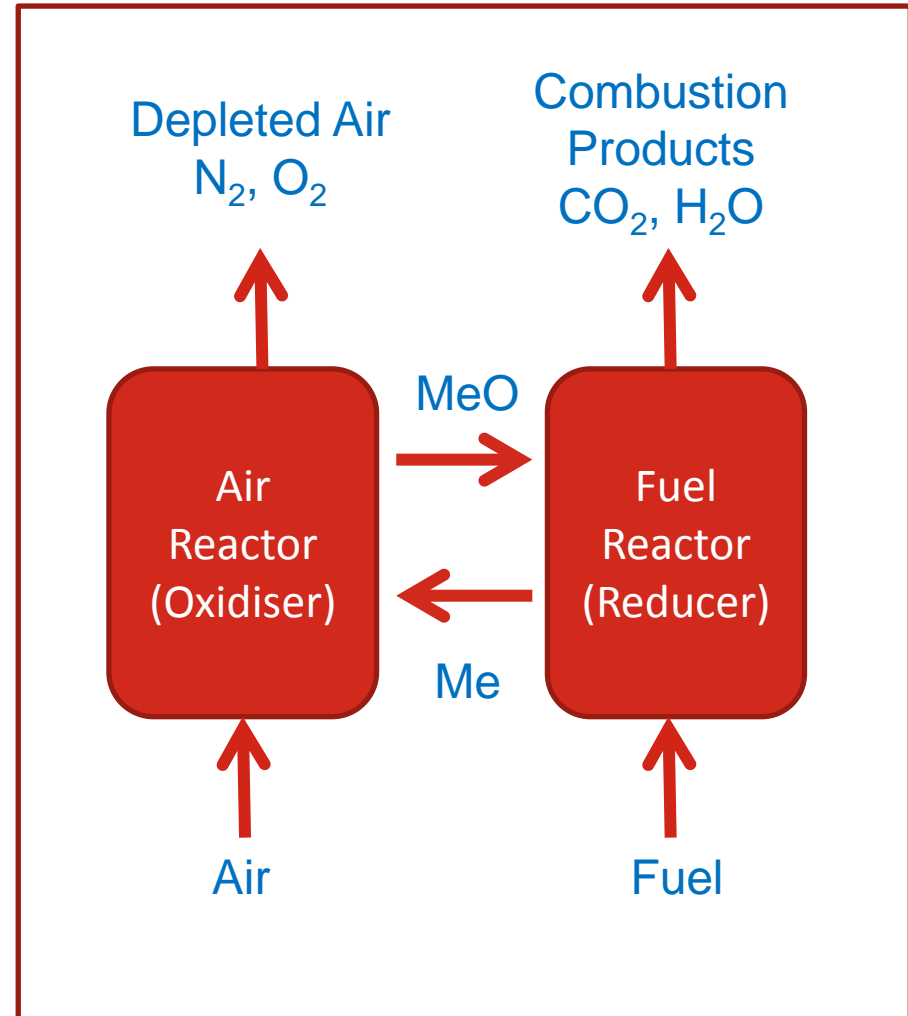 Depleted Air
N₂, O₂
Combustion
Products
CO₂, H₂O
MeO
Air
Reactor
(Oxidiser)
Fuel
Reactor
(Reducer)
Me
Air
Fuel